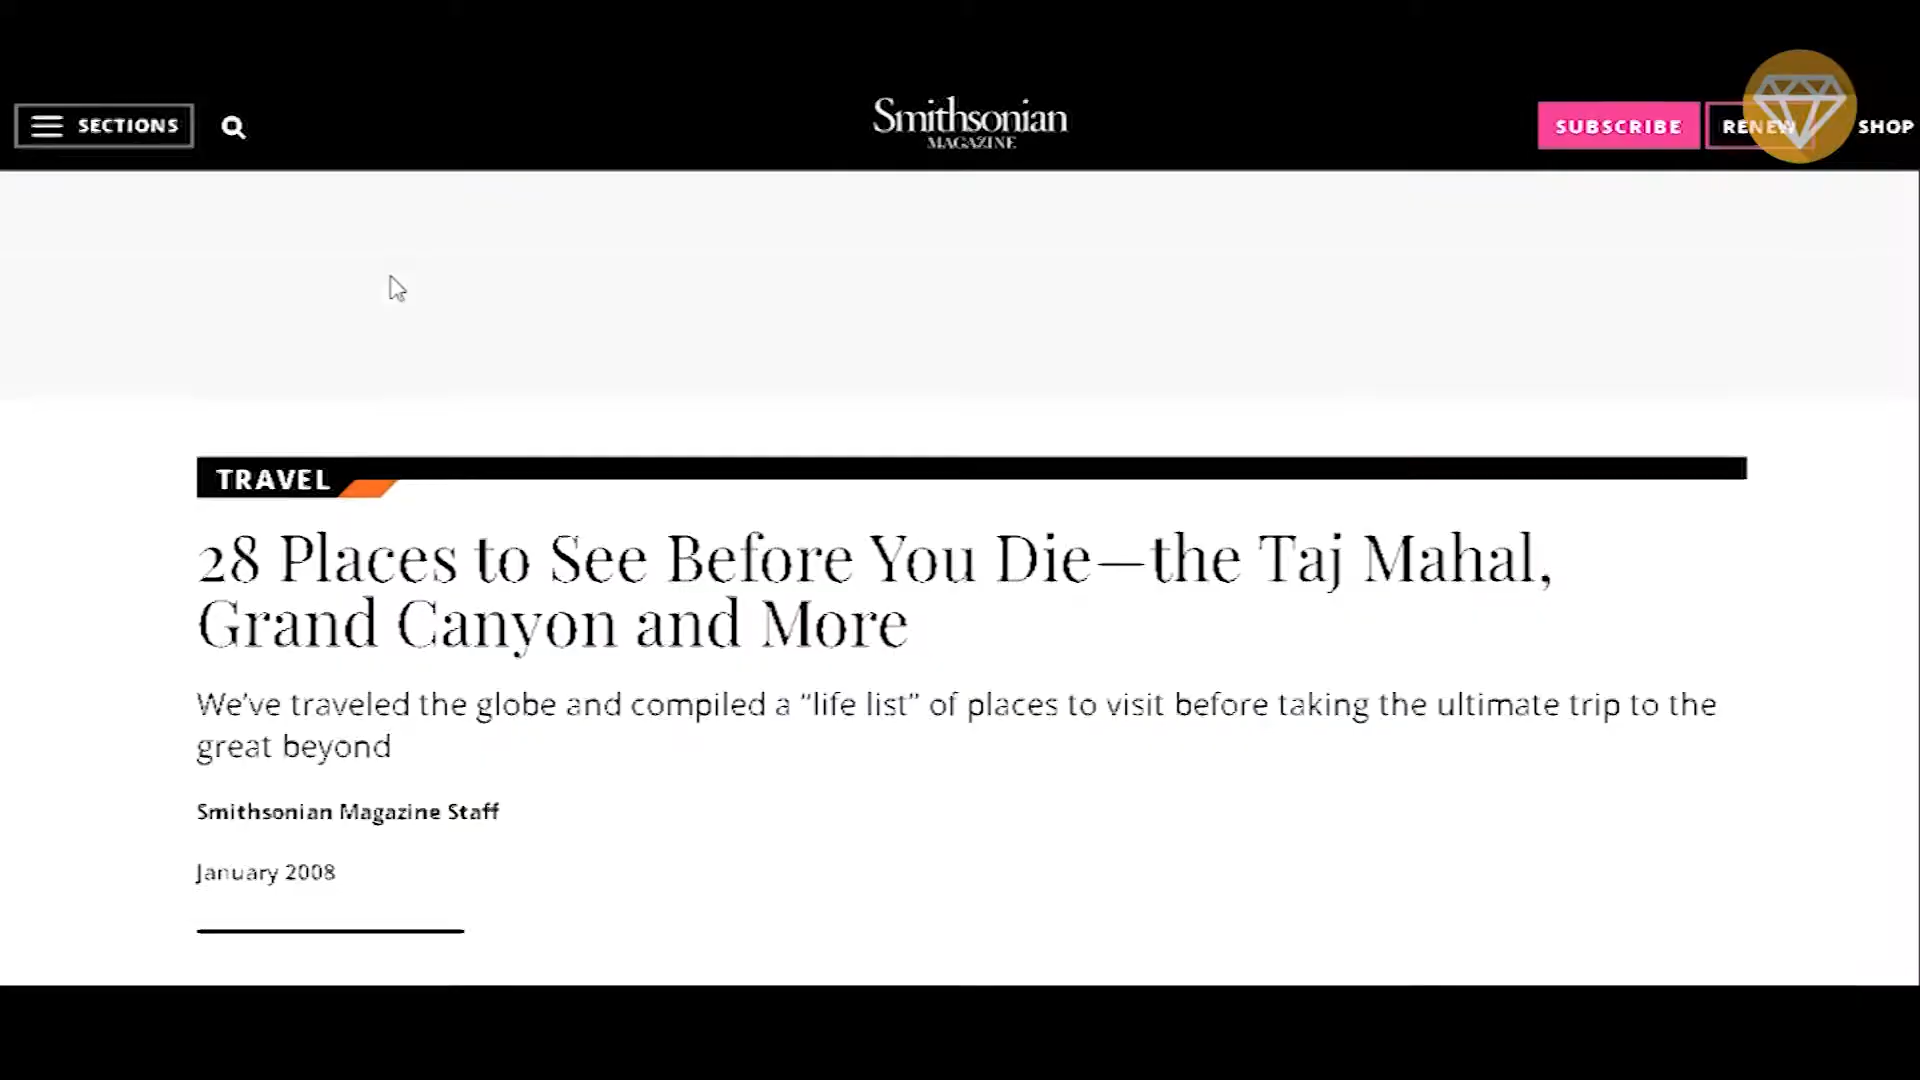 SECTIONS
Smithsonian
MAGAZINE
SUBSCRIBE
RENEW
SHOP
TRAVEL
28 Places to See Before You Die—the Taj Mahal,
Grand Canyon and More
We’ve traveled the globe and compiled a “life list” of places to visit before taking the ultimate trip to the
great beyond
Smithsonian Magazine Staff
January 2008